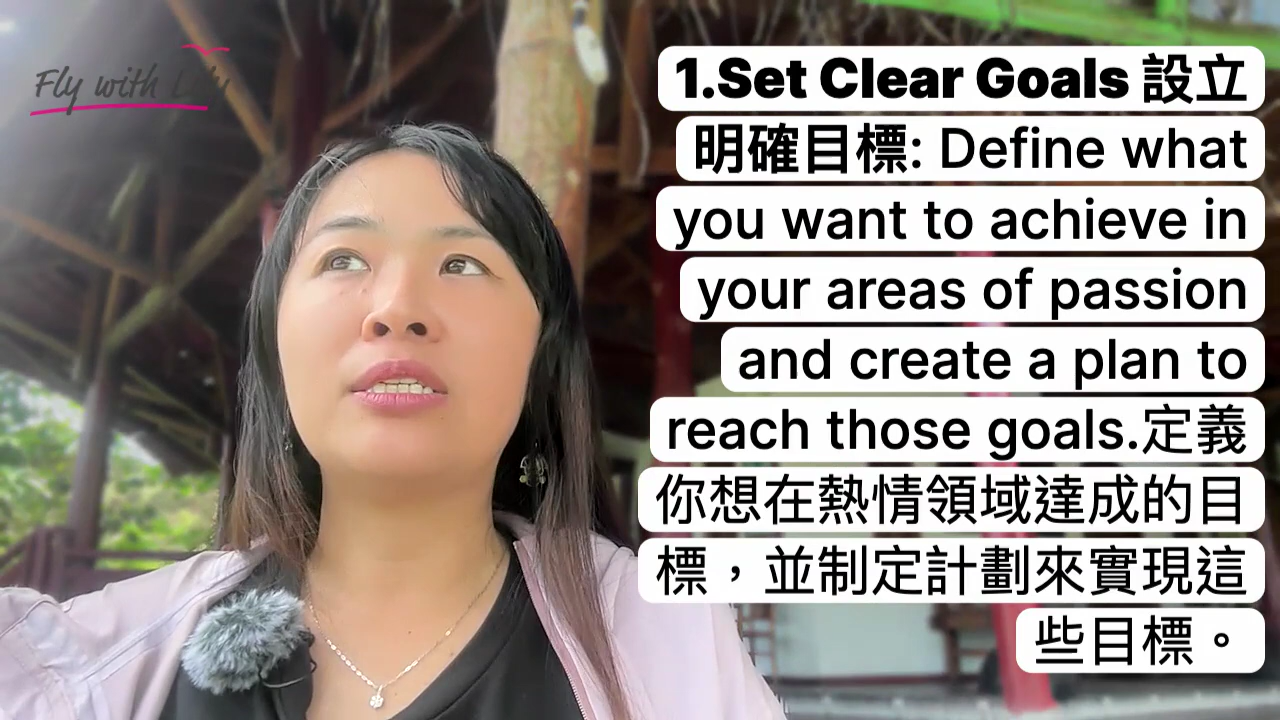 Fly with Lily
1.Set Clear Goals 設立
明確目標: Define what
you want to achieve in
your areas of passion
and create a plan to
reach those goals.定義
你想在熱情領域達成的目
標，並制定計劃來實現這
些目標。